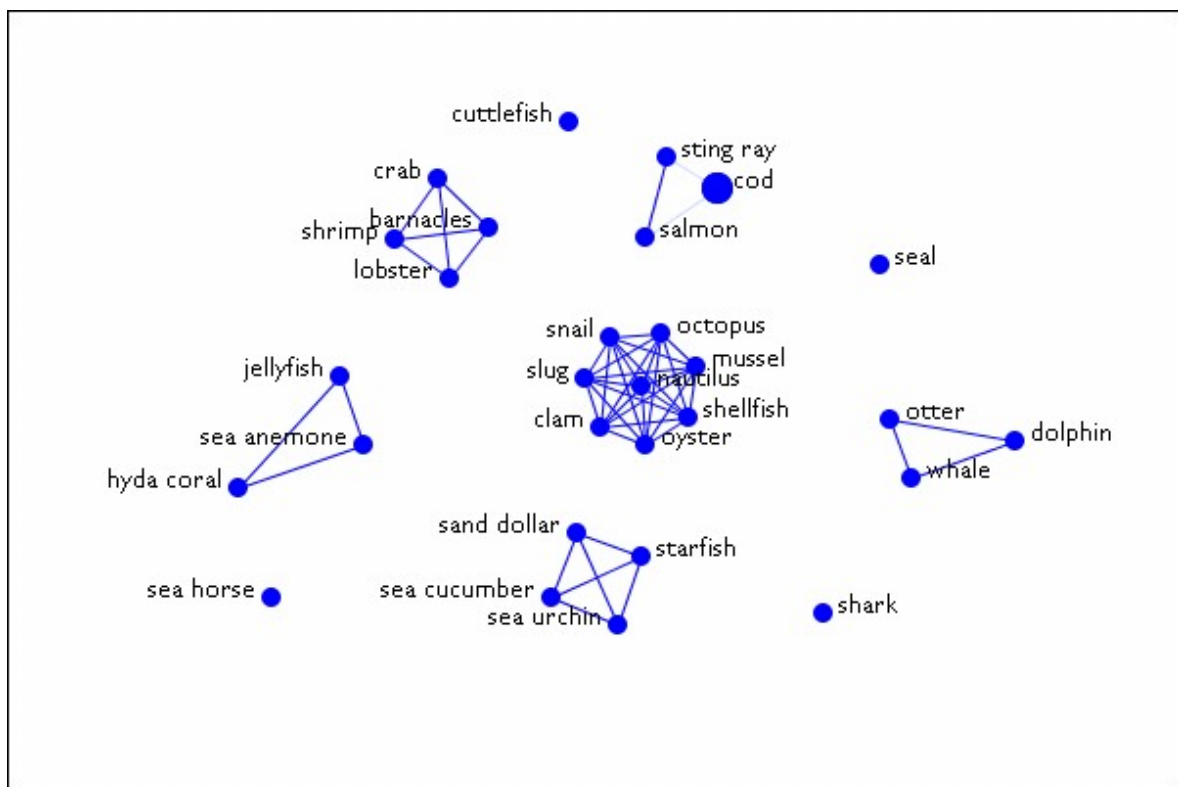 cuttlefish
sting ray
crab
cod
barnacles
shrimp
salmon
lobster
seal
snail
octopus
jellyfish
slug
mussel
nautilus
clam
shellfish
otter
sea anemone
oyster
dolphin
hyda coral
whale
sand dollar
starfish
sea horse
sea cucumber
shark
sea urchin